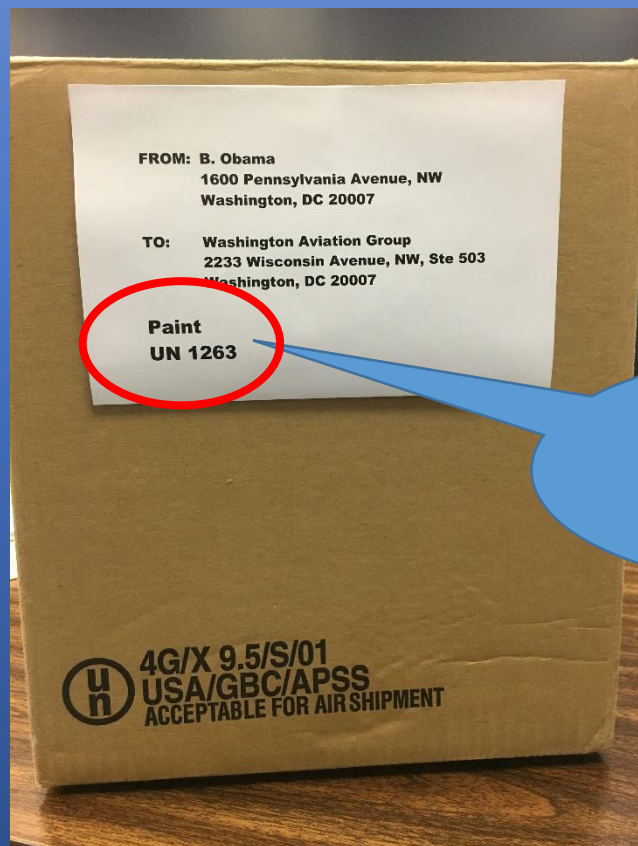 FROM: B. Obama
1600 Pennsylvania Avenue, NW
Washington, DC 20007
TO: Washington Aviation Group
2233 Wisconsin Avenue, NW, Ste 503
Washington, DC 20007
Paint
UN 1263
un
4G/X 9.5/S/01
USA/GBC/APSS
ACCEPTABLE FOR AIR SHIPMENT